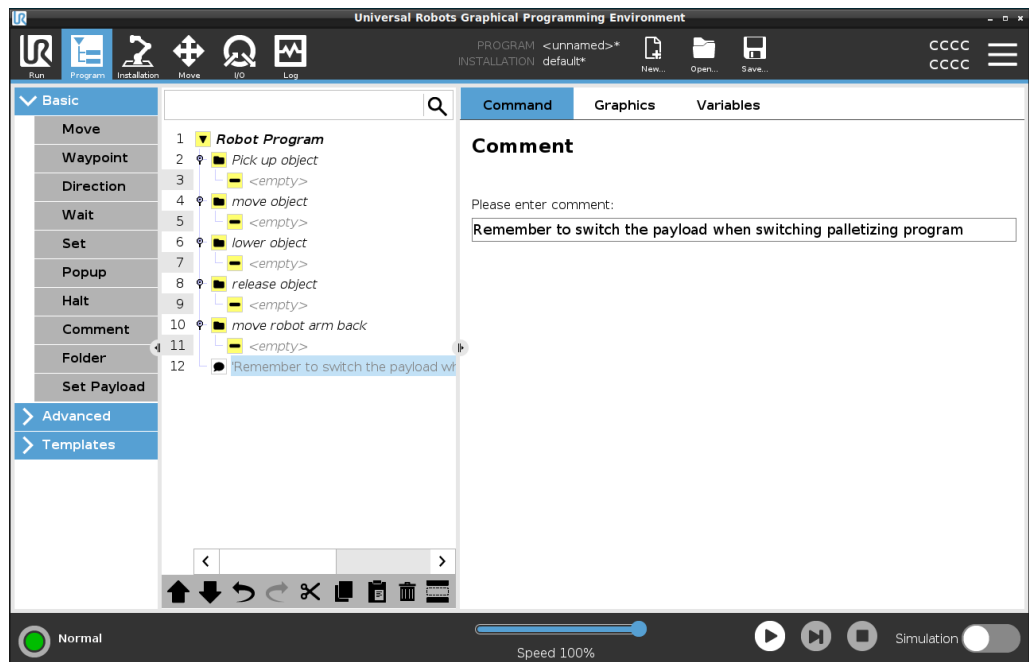 Universal Robots Graphical Programming Environment
PROGRAM <unnamed>*
INSTALLATION default*
Run
Program
Installation
Move
I/O
Log
New...
Open...
Save...
CCCC
CCCC
Basic
Move
Waypoint
Direction
Wait
Set
Popup
Halt
Comment
Folder
Set Payload
Advanced
Templates
1 Robot Program
2 Pick up object
3 <empty>
4 move object
5 <empty>
6 lower object
7 <empty>
8 release object
9 <empty>
10 move robot arm back
11 <empty>
12 'Remember to switch the payload wh
Command Graphics Variables
Comment
Please enter comment:
Remember to switch the payload when switching palletizing program
Normal
Speed 100%
Simulation